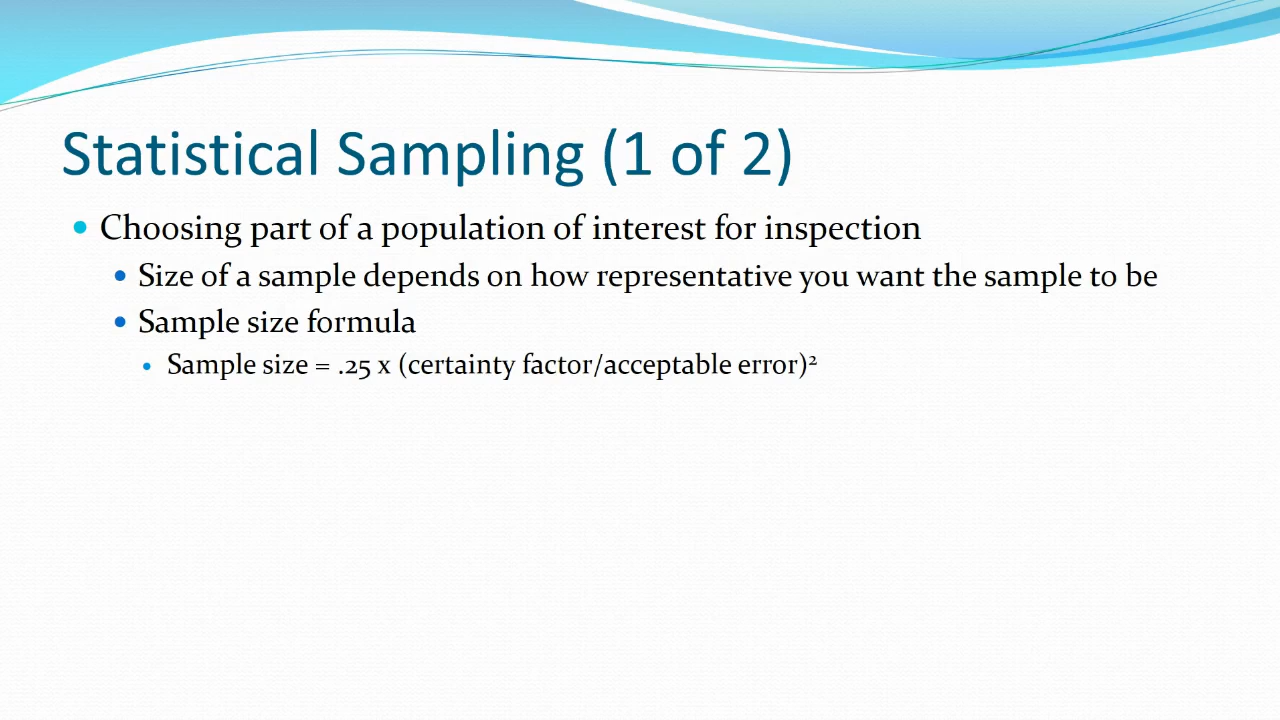 Statistical Sampling (1 of 2)
• Choosing part of a population of interest for inspection
• Size of a sample depends on how representative you want the sample to be
• Sample size formula
• Sample size = .25 x (certainty factor/acceptable error)²